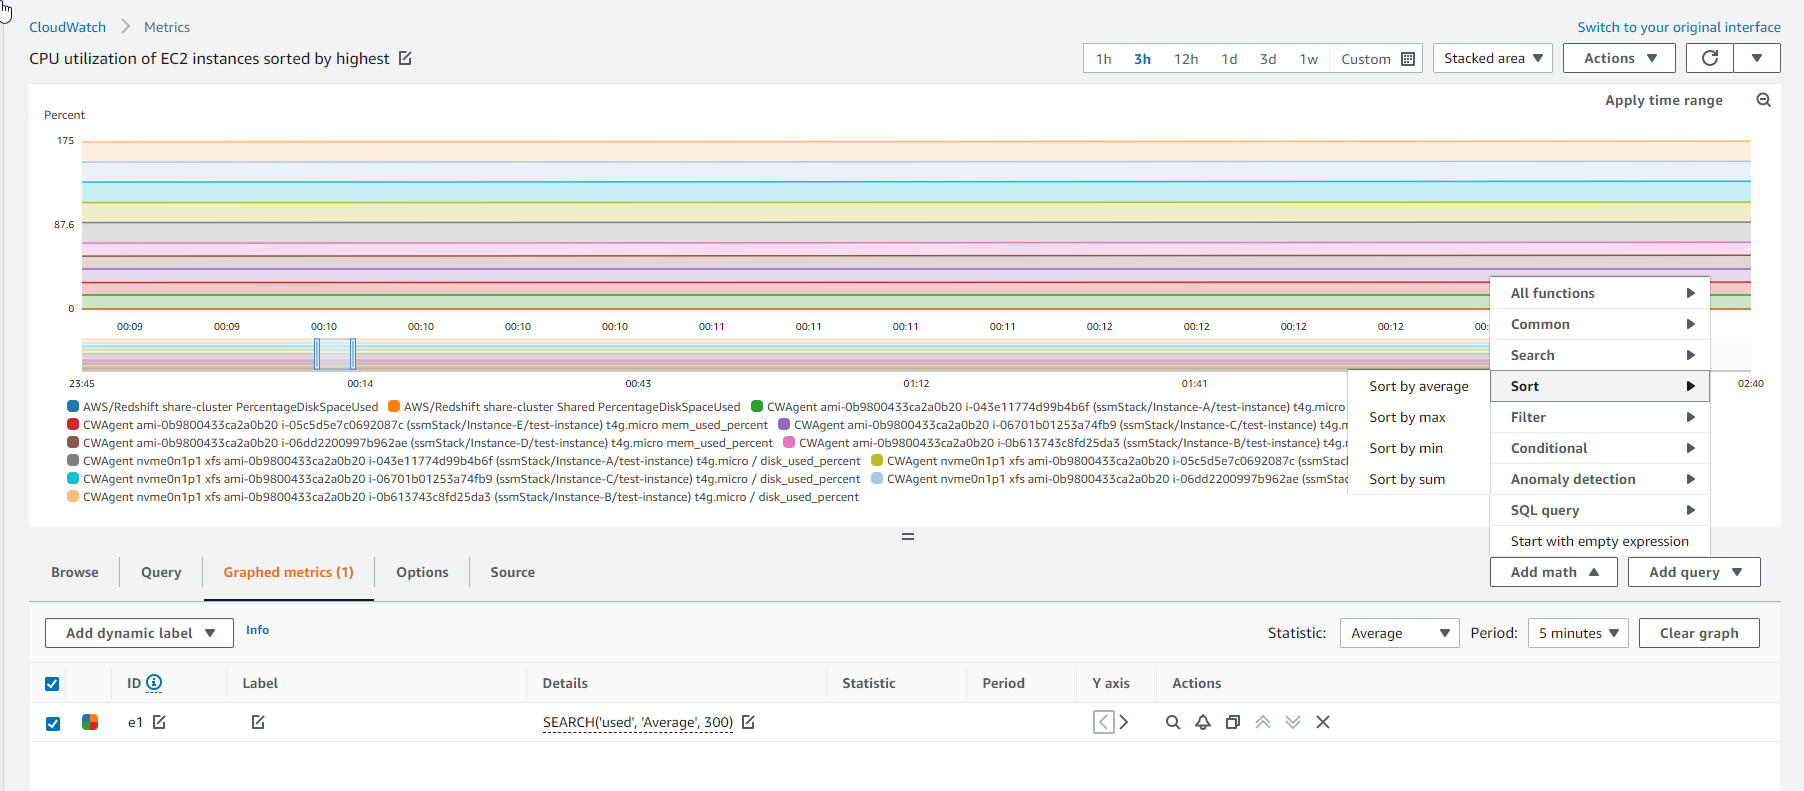 CloudWatch > Metrics
Switch to your original interface
CPU utilization of EC2 instances sorted by highest
1h 3h 12h 1d 3d 1w Custom
Stacked area
Actions
Apply time range
Percent
175
87.6
0
00:09 00:09 00:10 00:10 00:10 00:10 00:11 00:11 00:11 00:11 00:12 00:12 00:12 00:12 00:
23:45 00:14 00:43 01:12 01:41 02:40
AWS/Redshift share-cluster PercentageDiskSpaceUsed AWS/Redshift share-cluster Shared PercentageDiskSpaceUsed CWAgent ami-0b9800433ca2a0b20 i-043e11774d99b4b6f (ssmStack/Instance-A/test-instance) t4g.micro
CWAgent ami-0b9800433ca2a0b20 i-05c5d5e7c0692087c (ssmStack/Instance-E/test-instance) t4g.micro mem_used_percent CWAgent ami-0b9800433ca2a0b20 i-06701b01253a74fb9 (ssmStack/Instance-C/test-instance) t4g.m
CWAgent ami-0b9800433ca2a0b20 i-06dd2200997b962ae (ssmStack/Instance-D/test-instance) t4g.micro mem_used_percent CWAgent ami-0b9800433ca2a0b20 i-0b613743c8fd25da3 (ssmStack/Instance-B/test-instance) t4g.m
CWAgent nvme0n1p1 xfs ami-0b9800433ca2a0b20 i-043e11774d99b4b6f (ssmStack/Instance-A/test-instance) t4g.micro / disk_used_percent CWAgent nvme0n1p1 xfs ami-0b9800433ca2a0b20 i-05c5d5e7c0692087c (ssmStack
CWAgent nvme0n1p1 xfs ami-0b9800433ca2a0b20 i-06701b01253a74fb9 (ssmStack/Instance-C/test-instance) t4g.micro / disk_used_percent CWAgent nvme0n1p1 xfs ami-0b9800433ca2a0b20 i-06dd2200997b962ae (ssmStack
CWAgent nvme0n1p1 xfs ami-0b9800433ca2a0b20 i-0b613743c8fd25da3 (ssmStack/Instance-B/test-instance) t4g.micro / disk_used_percent
Sort by average
Sort by max
Sort by min
Sort by sum
All functions
Common
Search
Sort
Filter
Conditional
Anomaly detection
SQL query
Start with empty expression
Browse Query Graphed metrics (1) Options Source
Add math Add query
Add dynamic label Info
Statistic: Average Period: 5 minutes Clear graph
ID Label Details Statistic Period Y axis Actions
e1 SEARCH('used', 'Average', 300)